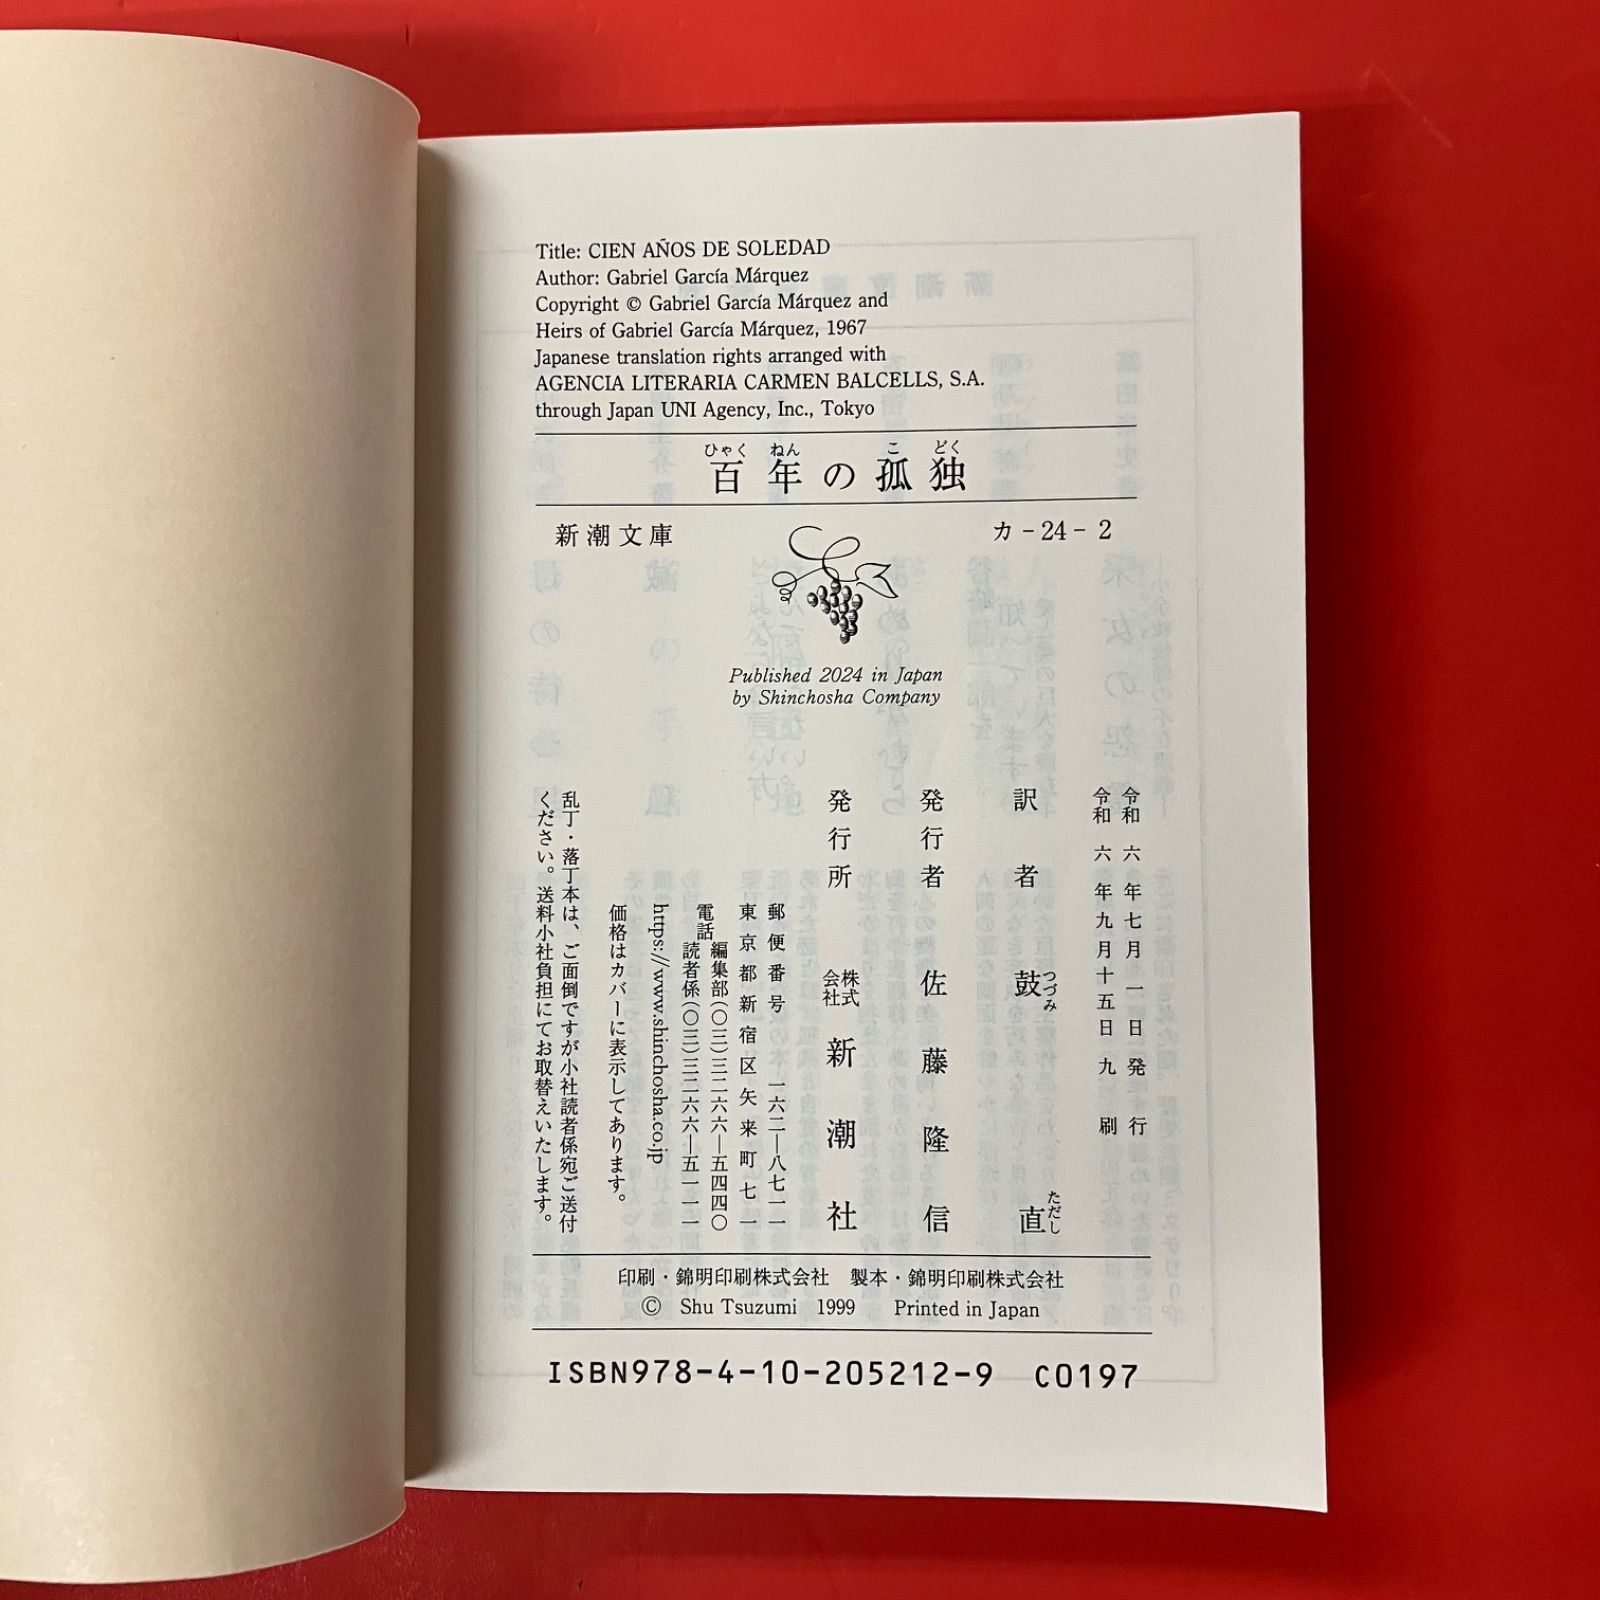 Title: CIEN AÑOS DE SOLEDAD
Author: Gabriel García Márquez
Copyright © Gabriel García Márquez and
Heirs of Gabriel García Márquez, 1967
Japanese translation rights arranged with
AGENCIA LITERARIA CARMEN BALCELLS, S.A.
through Japan UNI Agency, Inc., Tokyo
ひゃく ねん こ どく
百年の孤独
新潮文庫
カ-24-2
Published 2024 in Japan
by Shinchosha Company
令和六年七月一日発行
令和六年九月十五日九刷
訳者 鼓 直
つづみ ただし
発行者 佐藤隆信
発行所 株式会社 新潮社
郵便番号 一六二―八七一一
東京都新宿区矢来町七一
電話 編集部(〇三)三二六六―五四四〇
読者係(〇三)三二六六―五一一一
https://www.shinchosha.co.jp
価格はカバーに表示してあります。
乱丁・落丁本は、ご面倒ですが小社読者係宛ご送付
ください。送料小社負担にてお取替えいたします。
印刷・錦明印刷株式会社 製本・錦明印刷株式会社
© Shu Tsuzumi 1999 Printed in Japan
ISBN978-4-10-205212-9 C0197